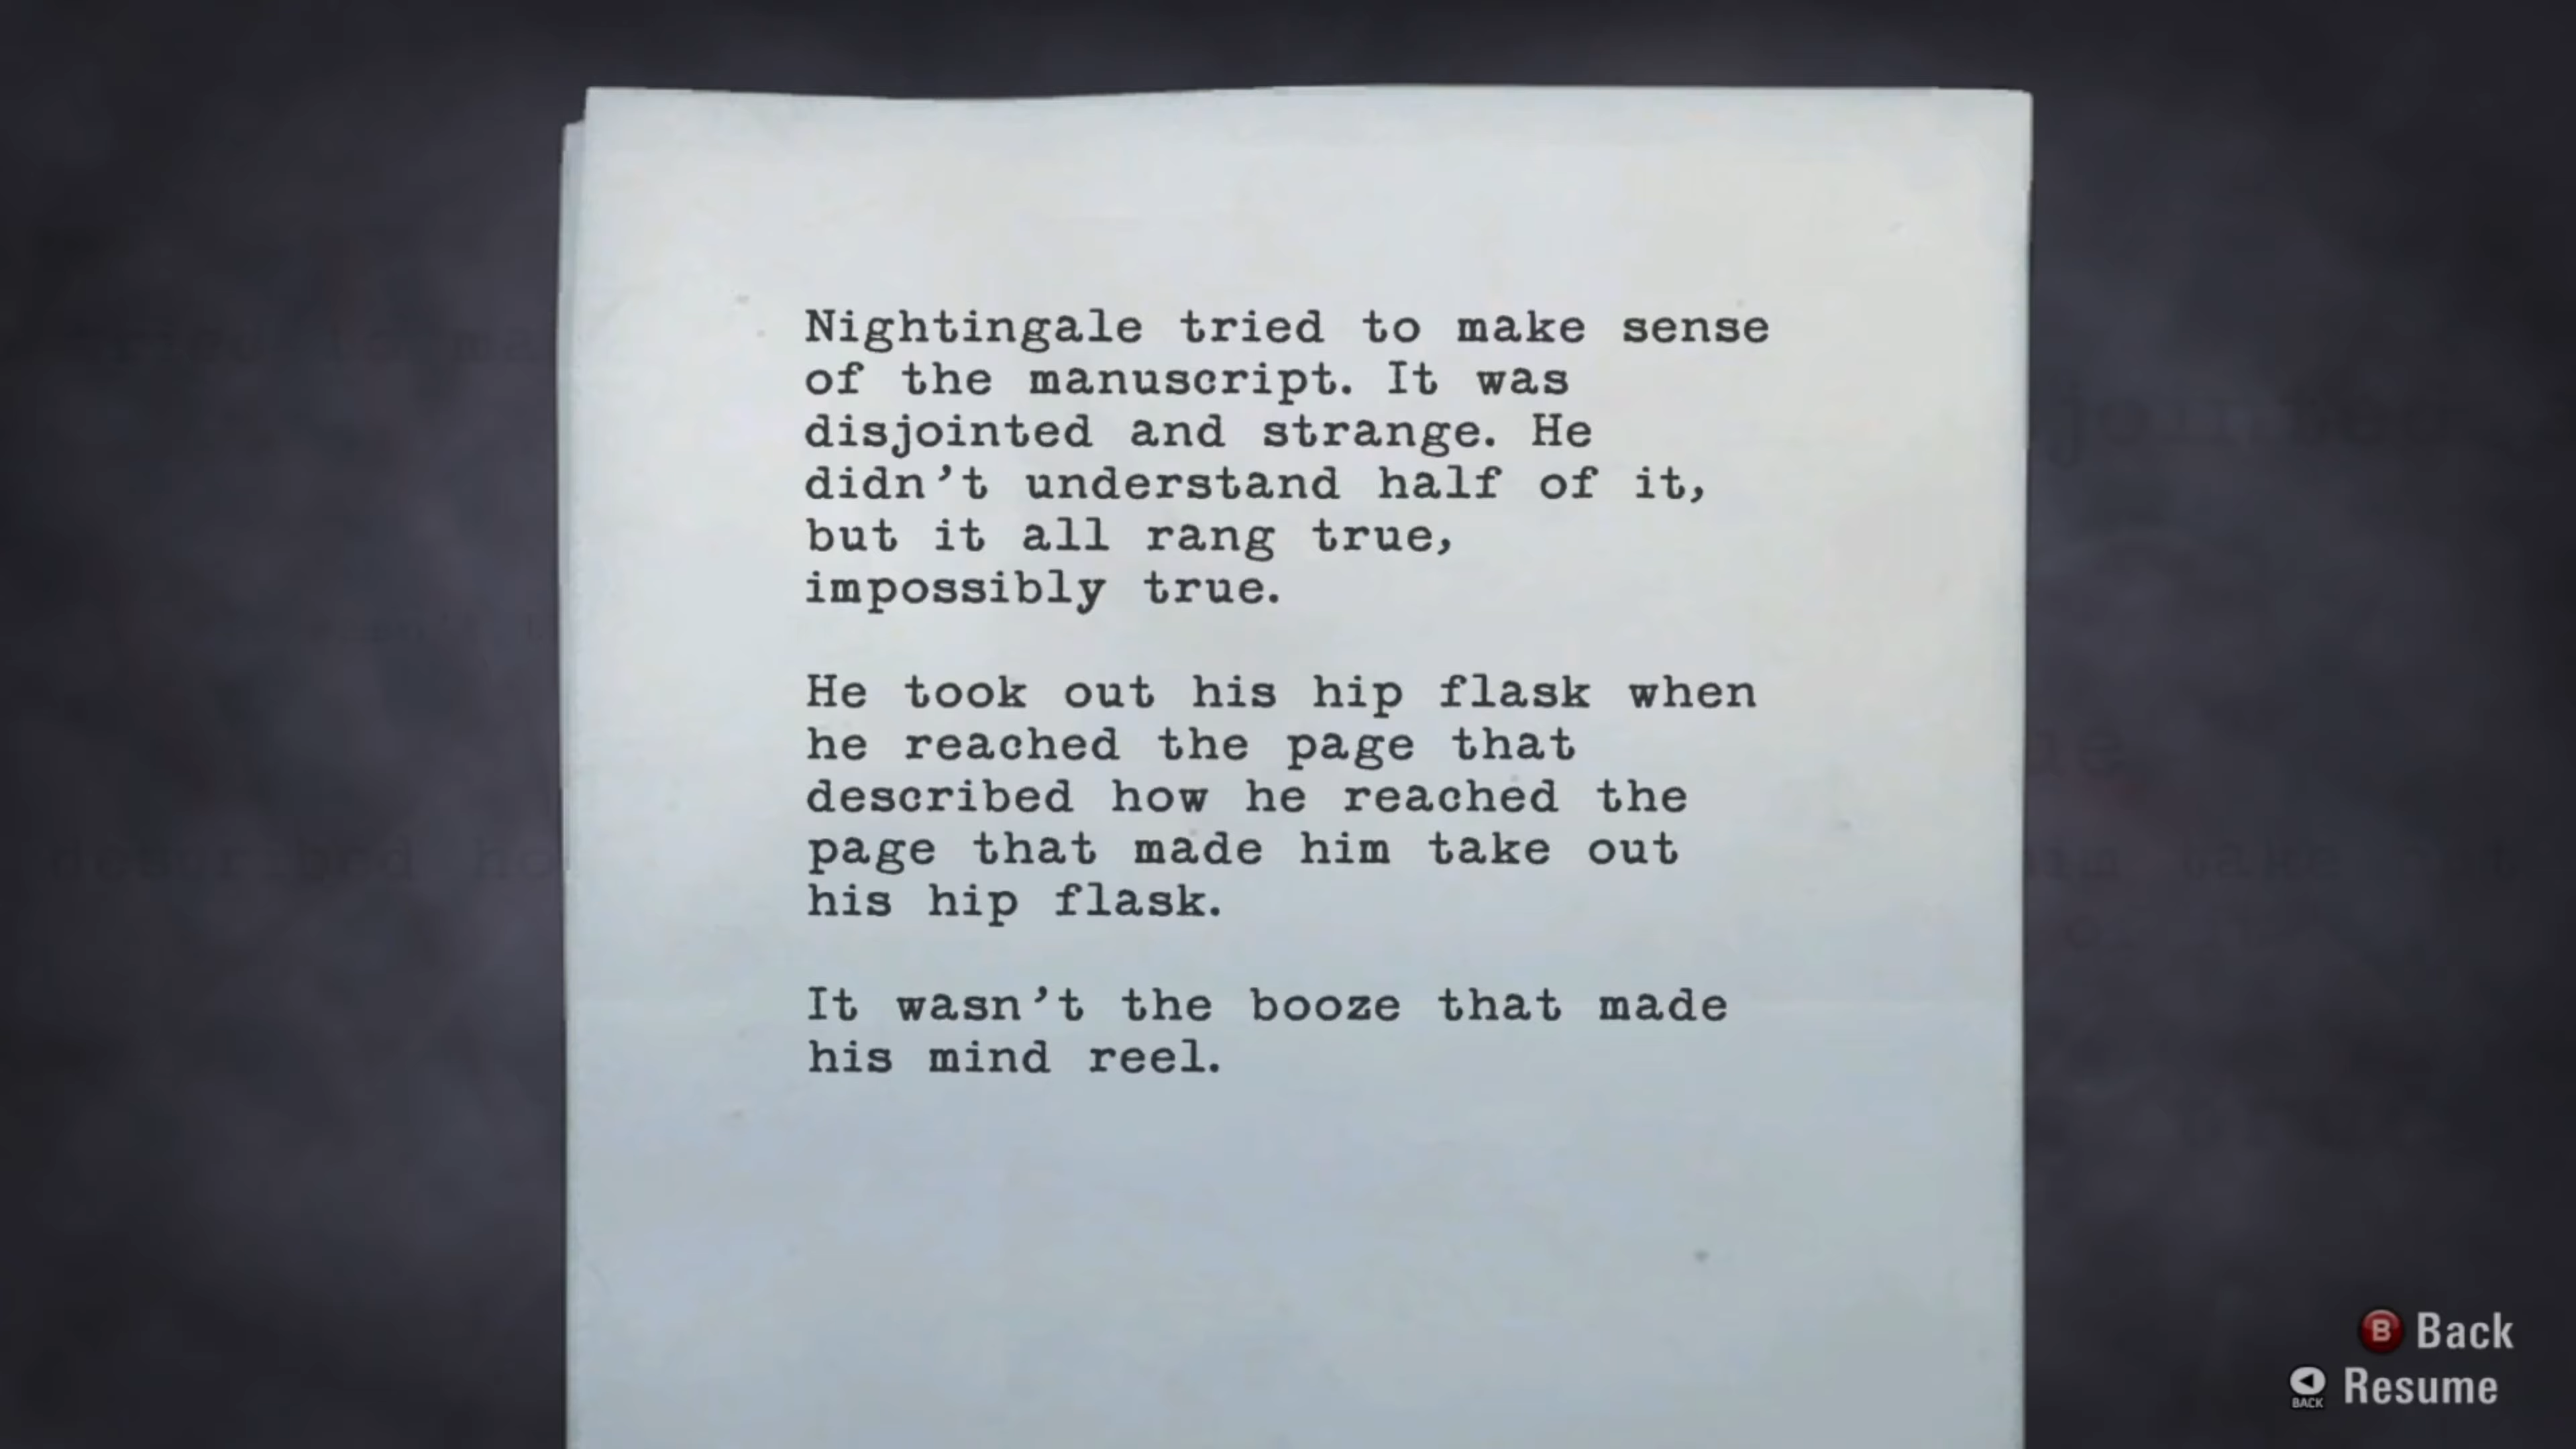 Nightingale tried to make sense
of the manuscript. It was
disjointed and strange. He
didn't understand half of it,
but it all rang true,
impossibly true.
He took out his hip flask when
he reached the page that
described how he reached the
page that made him take out
his hip flask.
It wasn't the booze that made
his mind reel.
B Back
BACK Resume